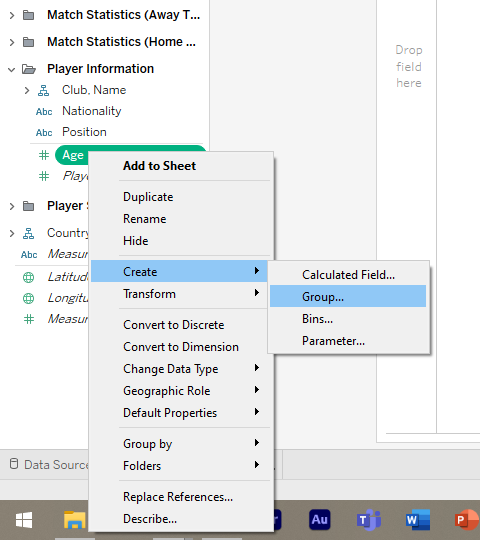 Match Statistics (Away T...
Match Statistics (Home ...
Player Information
Club, Name
Abc Nationality
Abc Position
Age
Playe
Player S
Country
Abc Measur
Latitud
Longitu
Measur
Drop
field
here
Add to Sheet
Duplicate
Rename
Hide
Create
Transform
Convert to Discrete
Convert to Dimension
Change Data Type
Geographic Role
Default Properties
Group by
Folders
Replace References...
Describe...
Calculated Field...
Group...
Bins...
Parameter...
Data Source
Au